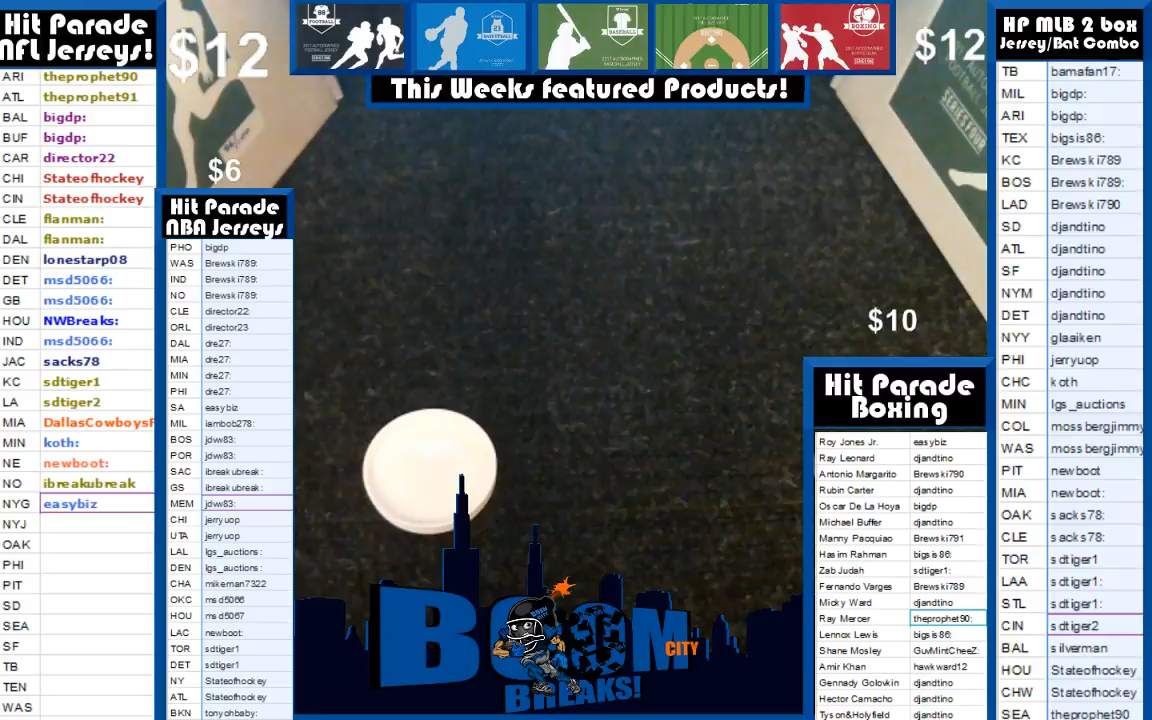 Hit Parade
NFL Jerseys!
ARI theprophet90
ATL theprophet91
BAL bigdp:
BUF bigdp:
CAR director22
CHI Stateofhockey
CIN Stateofhockey
CLE flanman:
DAL flanman:
DEN lonestarp08
DET msd5066:
GB msd5066:
HOU NWBreaks:
IND msd5066:
JAC sacks78
KC sdtiger1
LA sdtiger2
MIA DallasCowboysF
MIN koth:
NE newboot:
NO ibreakubreak
NYG easybiz
NYJ
OAK
PHI
PIT
SD
SEA
SF
TB
TEN
WAS
$12
$6
Hit Parade
NBA Jerseys
PHO bigdp
WAS Brewski789:
IND Brewski789:
NO Brewski789:
CLE director22:
ORL director23
DAL dre27:
MIA dre27:
MIN dre27:
PHI dre27:
SA easybiz
MIL iambob278:
BOS jdww83:
POR jdww83:
SAC ibreakubreak:
GS ibreakubreak:
MEM jdww83:
CHI jerryuop
UTA jerryuop
LAL lgs_auctions:
DEN lgs_auctions:
CHA mikeman7322
OKC msd5066
HOU msd5067
LAC newboot:
TOR sdtiger1
DET sdtiger1
NY Stateofhockey
ATL Stateofhockey
BKN tonyohbaby:
FOOTBALL
BASKETBALL
BASEBALL
BOXING
This Weeks featured Products!
BOOM
CITY
BREAKS!
$12
SERIES FOUR
$10
Hit Parade
Boxing
Roy Jones Jr. easybiz
Ray Leonard djandtino
Antonio Margarito Brewski790
Rubin Carter djandtino
Oscar De La Hoya bigdp
Michael Buffer djandtino
Manny Pacquiao Brewski791
Hasim Rahman bigsis86:
Zab Judah sdtiger1:
Fernando Varges Brewski789
Micky Ward djandtino
Ray Mercer theprophet90:
Lennox Lewis bigsis86:
Shane Mosley GuvMintCheeZ:
Amir Khan hawkward12
Gennady Golovkin djandtino
Hector Camacho djandtino
Tyson&Holyfield djandtino
HP MLB 2 box
Jersey/Bat Combo
TB bamafan17:
MIL bigdp:
ARI bigdp:
TEX bigsis86:
KC Brewski789
BOS Brewski789:
LAD Brewski790
SD djandtino
ATL djandtino
SF djandtino
NYM djandtino
DET djandtino
NYY glaaiken
PHI jerryuop
CHC koth
MIN lgs_auctions
COL mossbergjimmy
WAS mossbergjimmy
PIT newboot
MIA newboot:
OAK sacks78:
CLE sacks78:
TOR sdtiger1
LAA sdtiger1:
STL sdtiger1:
CIN sdtiger2
BAL silverman
HOU Stateofhockey
CHW Stateofhockey
SEA theprophet90